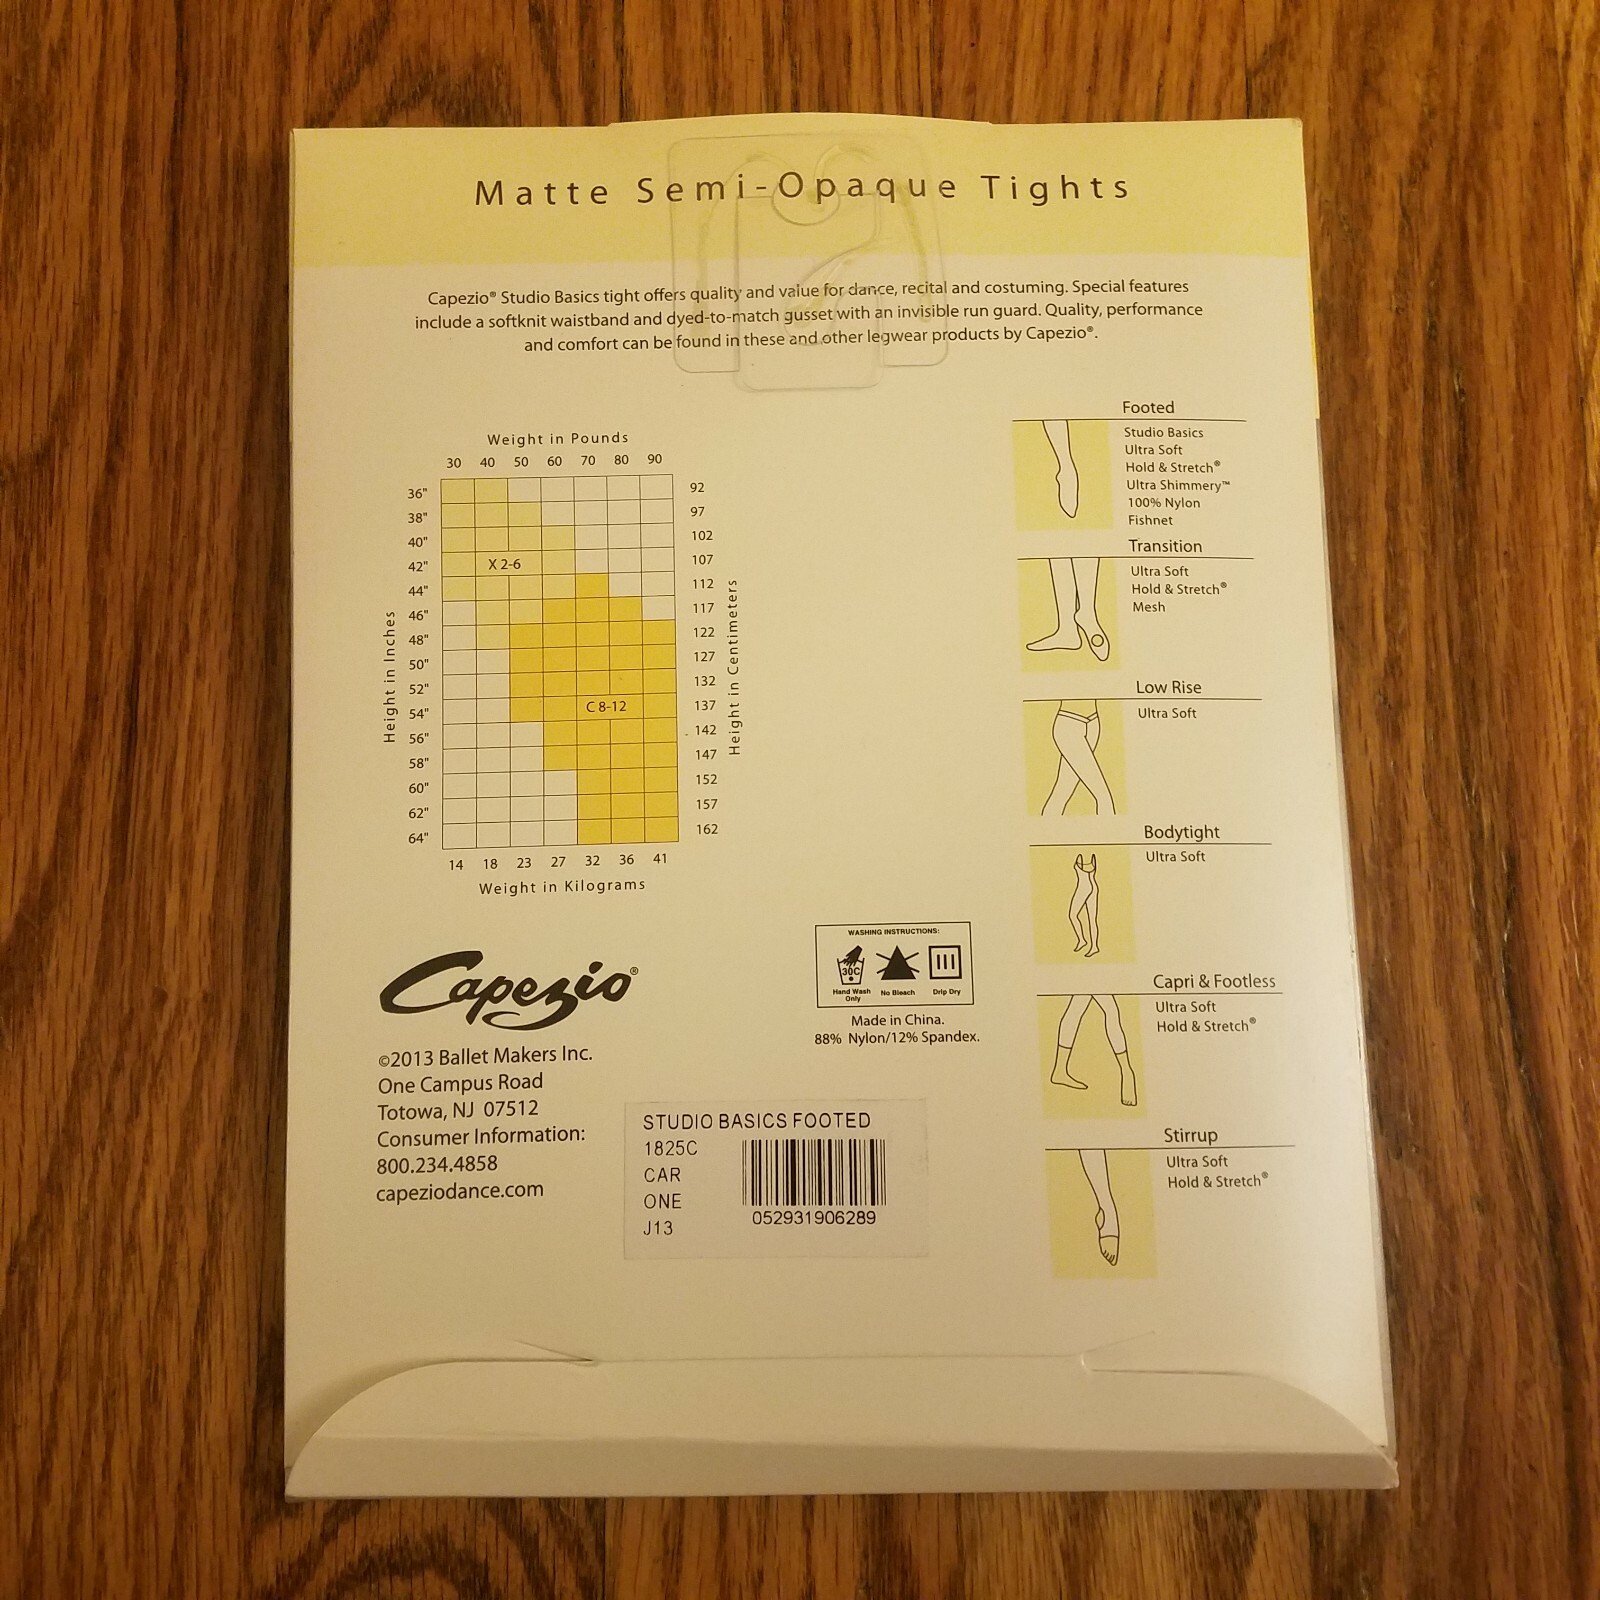 Matte Semi-Opaque Tights
Capezio® Studio Basics tight offers quality and value for dance, recital and costuming. Special features
include a softknit waistband and dyed-to-match gusset with an invisible run guard. Quality, performance
and comfort can be found in these and other legwear products by Capezio®.
Weight in Pounds
30 40 50 60 70 80 90
36" 92
38" 97
40" 102
42" X 2-6 107
44" 112
46" 117
48" 122
50" 127
52" 132
54" C 8-12 137
56" 142
58" 147
60" 152
62" 157
64" 162
Height in Inches
Height in Centimeters
14 18 23 27 32 36 41
Weight in Kilograms
Footed
Studio Basics
Ultra Soft
Hold & Stretch®
Ultra Shimmery™
100% Nylon
Fishnet
Transition
Ultra Soft
Hold & Stretch®
Mesh
Low Rise
Ultra Soft
Bodytight
Ultra Soft
Capri & Footless
Ultra Soft
Hold & Stretch®
Stirrup
Ultra Soft
Hold & Stretch®
Capezio®
©2013 Ballet Makers Inc.
One Campus Road
Totowa, NJ 07512
Consumer Information:
800.234.4858
capeziodance.com
WASHING INSTRUCTIONS:
30C
Hand Wash
Only
No Bleach
Drip Dry
Made in China.
88% Nylon/12% Spandex.
STUDIO BASICS FOOTED
1825C
CAR
ONE
J13
052931906289